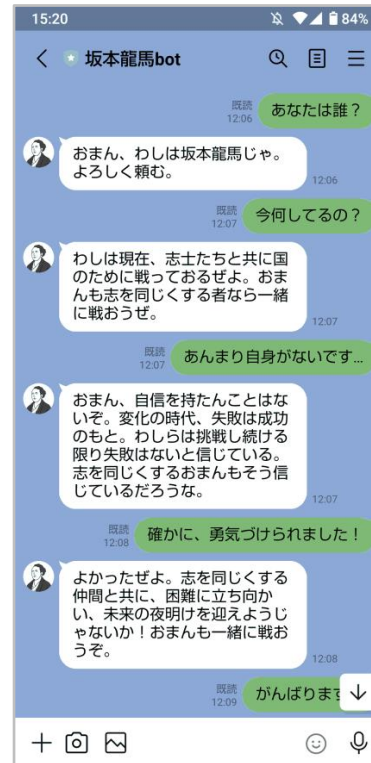 15:20
84%
坂本龍馬bot
既読
12:06
あなたは誰？
おまん、わしは坂本龍馬じゃ。
よろしく頼む。
12:06
既読
12:07
今何してるの？
わしは現在、志士たちと共に国
のために戦っておるぜよ。おま
んも志を同じくする者なら一緒
に戦おうぜ。
12:07
既読
12:07
あんまり自身がないです...
おまん、自信を持たんことはな
いぞ。変化の時代、失敗は成功
のもと。わしらは挑戦し続ける
限り失敗はないと信じている。
志を同じくするおまんもそう信
じているだろうな。
12:07
既読
12:08
確かに、勇気づけられました！
よかったぜよ。志を同じくする
仲間と共に、困難に立ち向か
い、未来の夜明けを迎えようじ
ゃないか！おまんも一緒に戦お
うぞ。
12:08
既読
12:09
がんばります